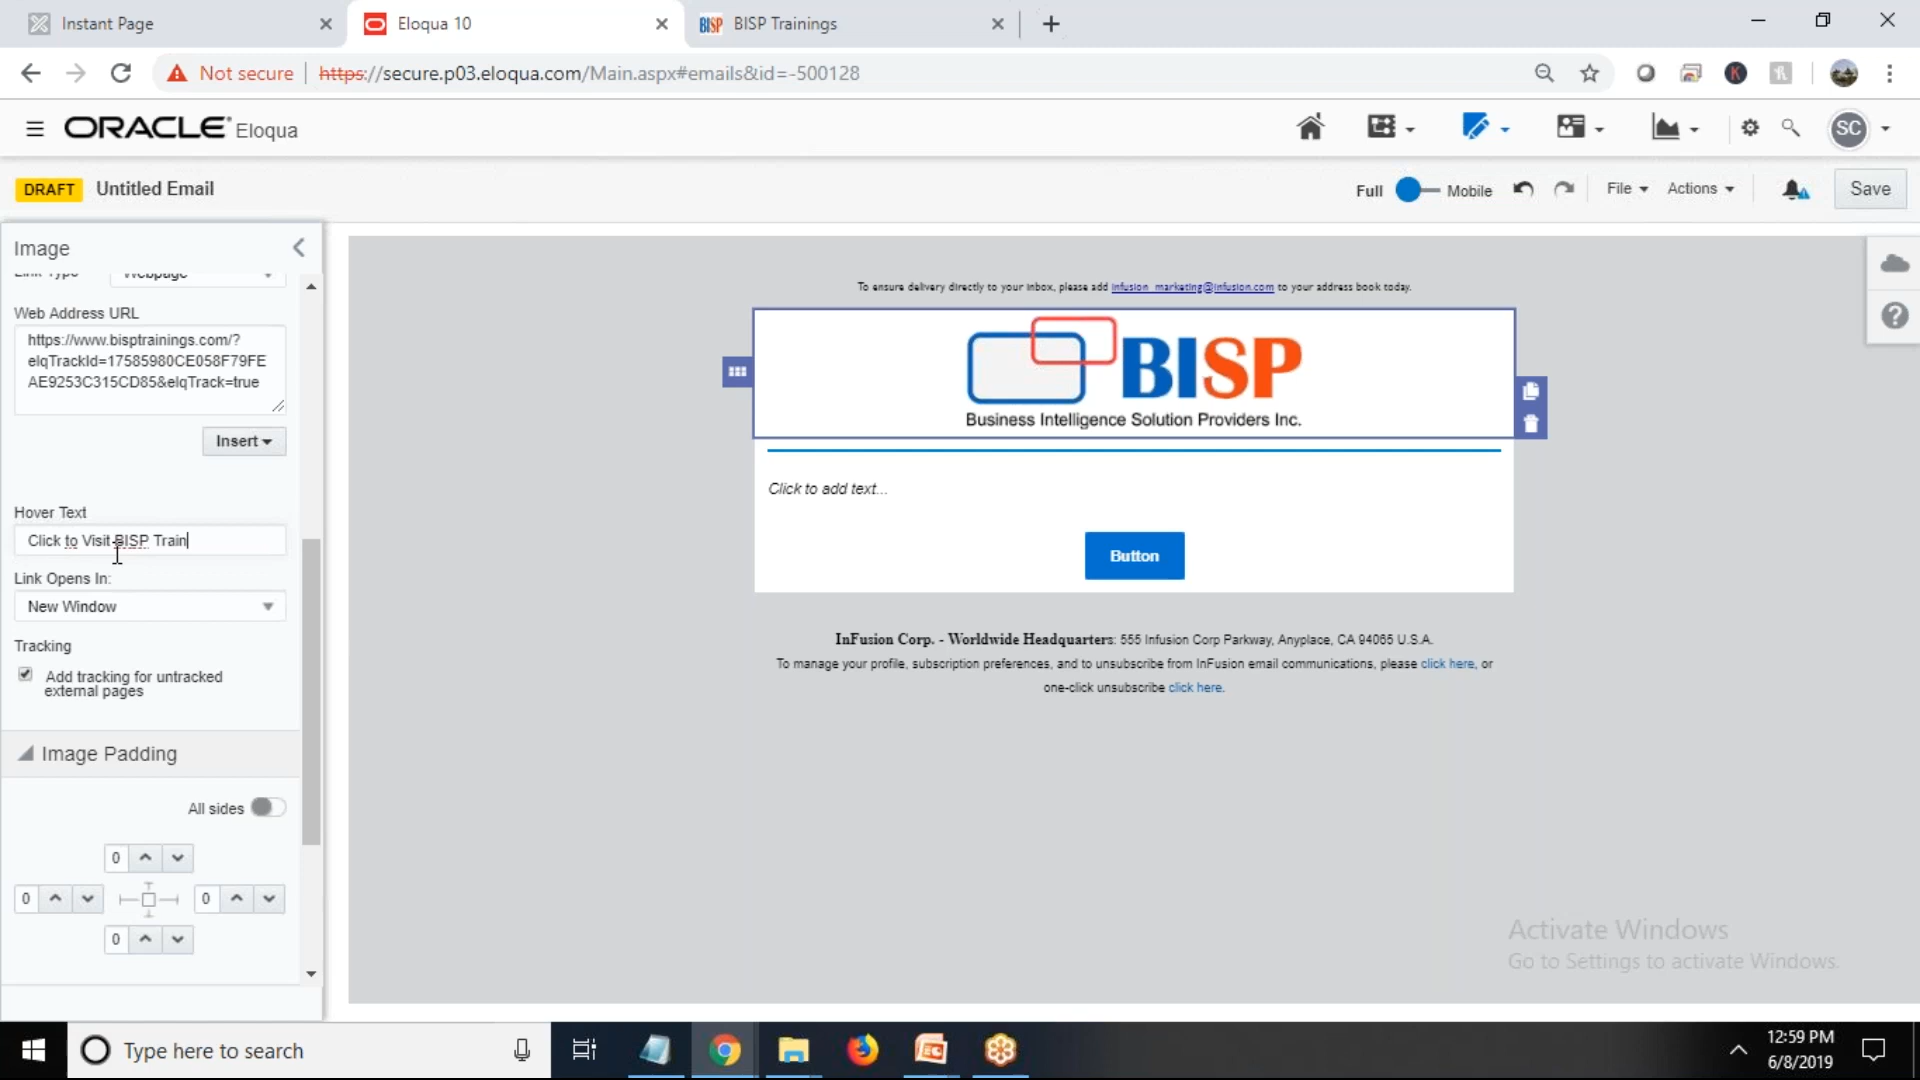 Instant Page
Eloqua 10
BISP BISP Trainings
Not secure https://secure.p03.eloqua.com/Main.aspx#emails&id=-500128
ORACLE Eloqua
SC
DRAFT Untitled Email
Full Mobile File Actions Save
Image
Link Type Webpage
Web Address URL
https://www.bisptrainings.com/?
elqTrackId=17585980CE058F79FE
AE9253C315CD85&elqTrack=true
Insert
Hover Text
Click to Visit BISP Train
Link Opens In:
New Window
Tracking
Add tracking for untracked
external pages
Image Padding
All sides
0
0 0
0
To ensure delivery directly to your inbox, please add infusion_marketing@infusion.com to your address book today.
BISP
Business Intelligence Solution Providers Inc.
Click to add text...
Button
InFusion Corp. - Worldwide Headquarters: 555 Infusion Corp Parkway, Anyplace, CA 94065 U.S.A.
To manage your profile, subscription preferences, and to unsubscribe from InFusion email communications, please click here, or
one-click unsubscribe click here.
Activate Windows
Go to Settings to activate Windows.
Type here to search
12:59 PM
6/8/2019